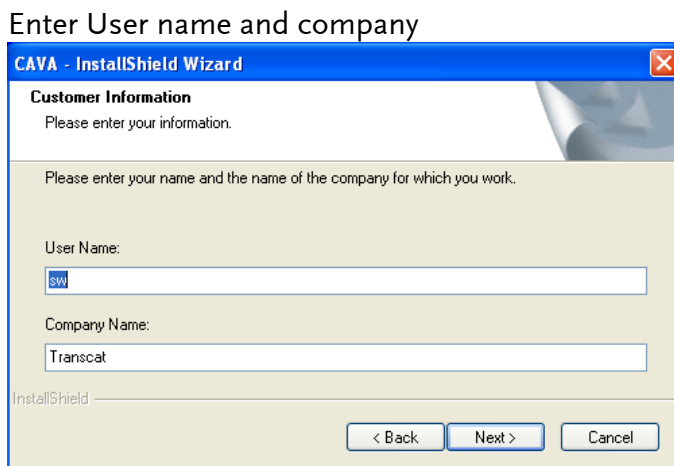 Enter User name and company
CAVA - InstallShield Wizard
Customer Information
Please enter your information.
Please enter your name and the name of the company for which you work.
User Name:
sw
Company Name:
Transcat
InstallShield
< Back Next > Cancel